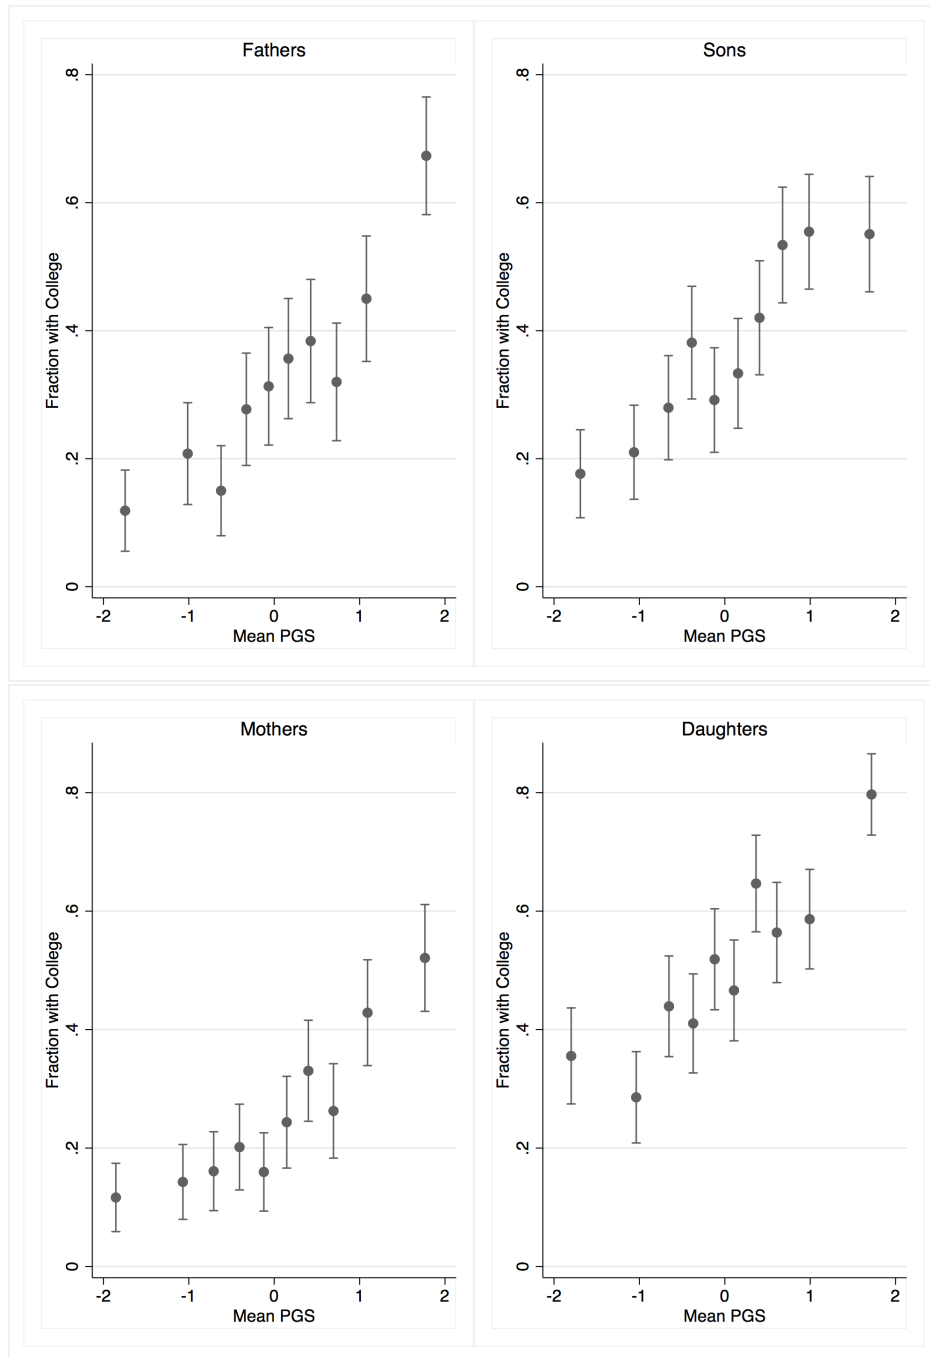 Fathers
Fraction with College
.8
.6
.4
.2
0
-2 -1 0 1 2
Mean PGS
Sons
Fraction with College
.8
.6
.4
.2
0
-2 -1 0 1 2
Mean PGS
Mothers
Fraction with College
.8
.6
.4
.2
0
-2 -1 0 1 2
Mean PGS
Daughters
Fraction with College
.8
.6
.4
.2
0
-2 -1 0 1 2
Mean PGS